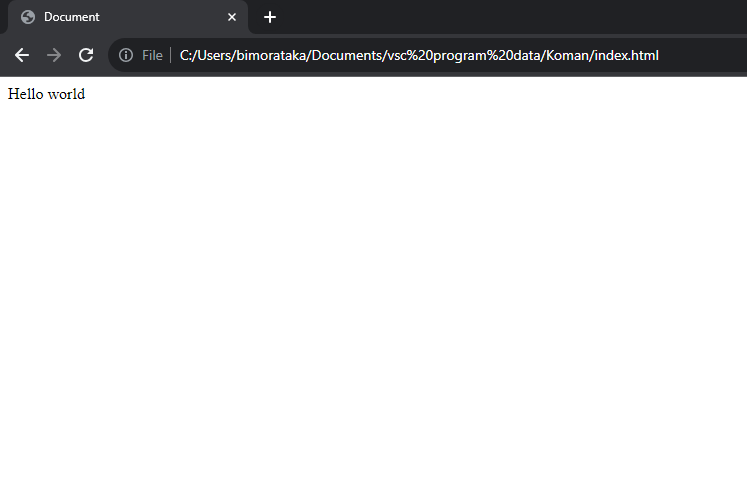 Document
File C:/Users/bimorataka/Documents/vsc%20program%20data/Koman/index.html
Hello world